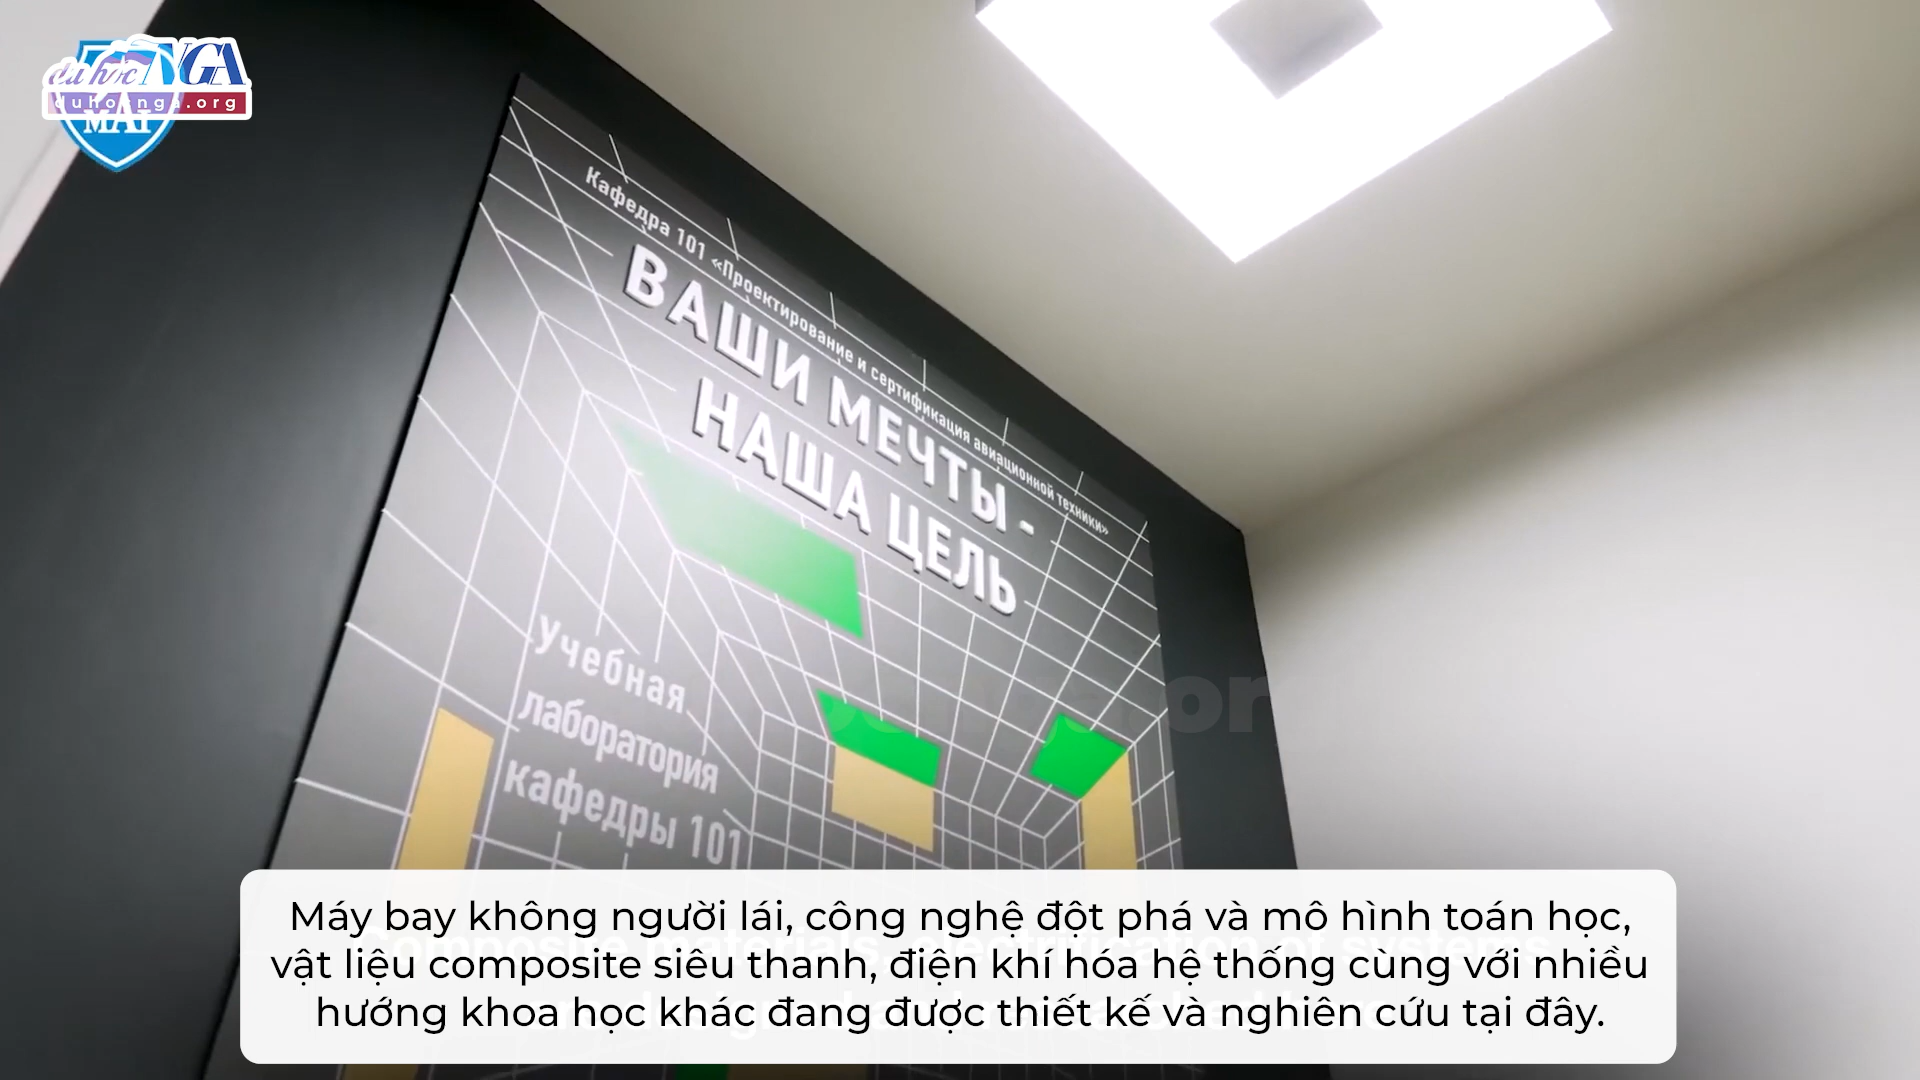 du học NGA
duhocnga.org
MAI
Кафедра 101 «Проектирование и сертификация авиационной техники»
ВАШИ МЕЧТЫ -
НАША ЦЕЛЬ
учебная
лаборатория
кафедры 101
Máy bay không người lái, công nghệ đột phá và mô hình toán học,
vật liệu composite siêu thanh, điện khí hóa hệ thống cùng với nhiều
hướng khoa học khác đang được thiết kế và nghiên cứu tại đây.